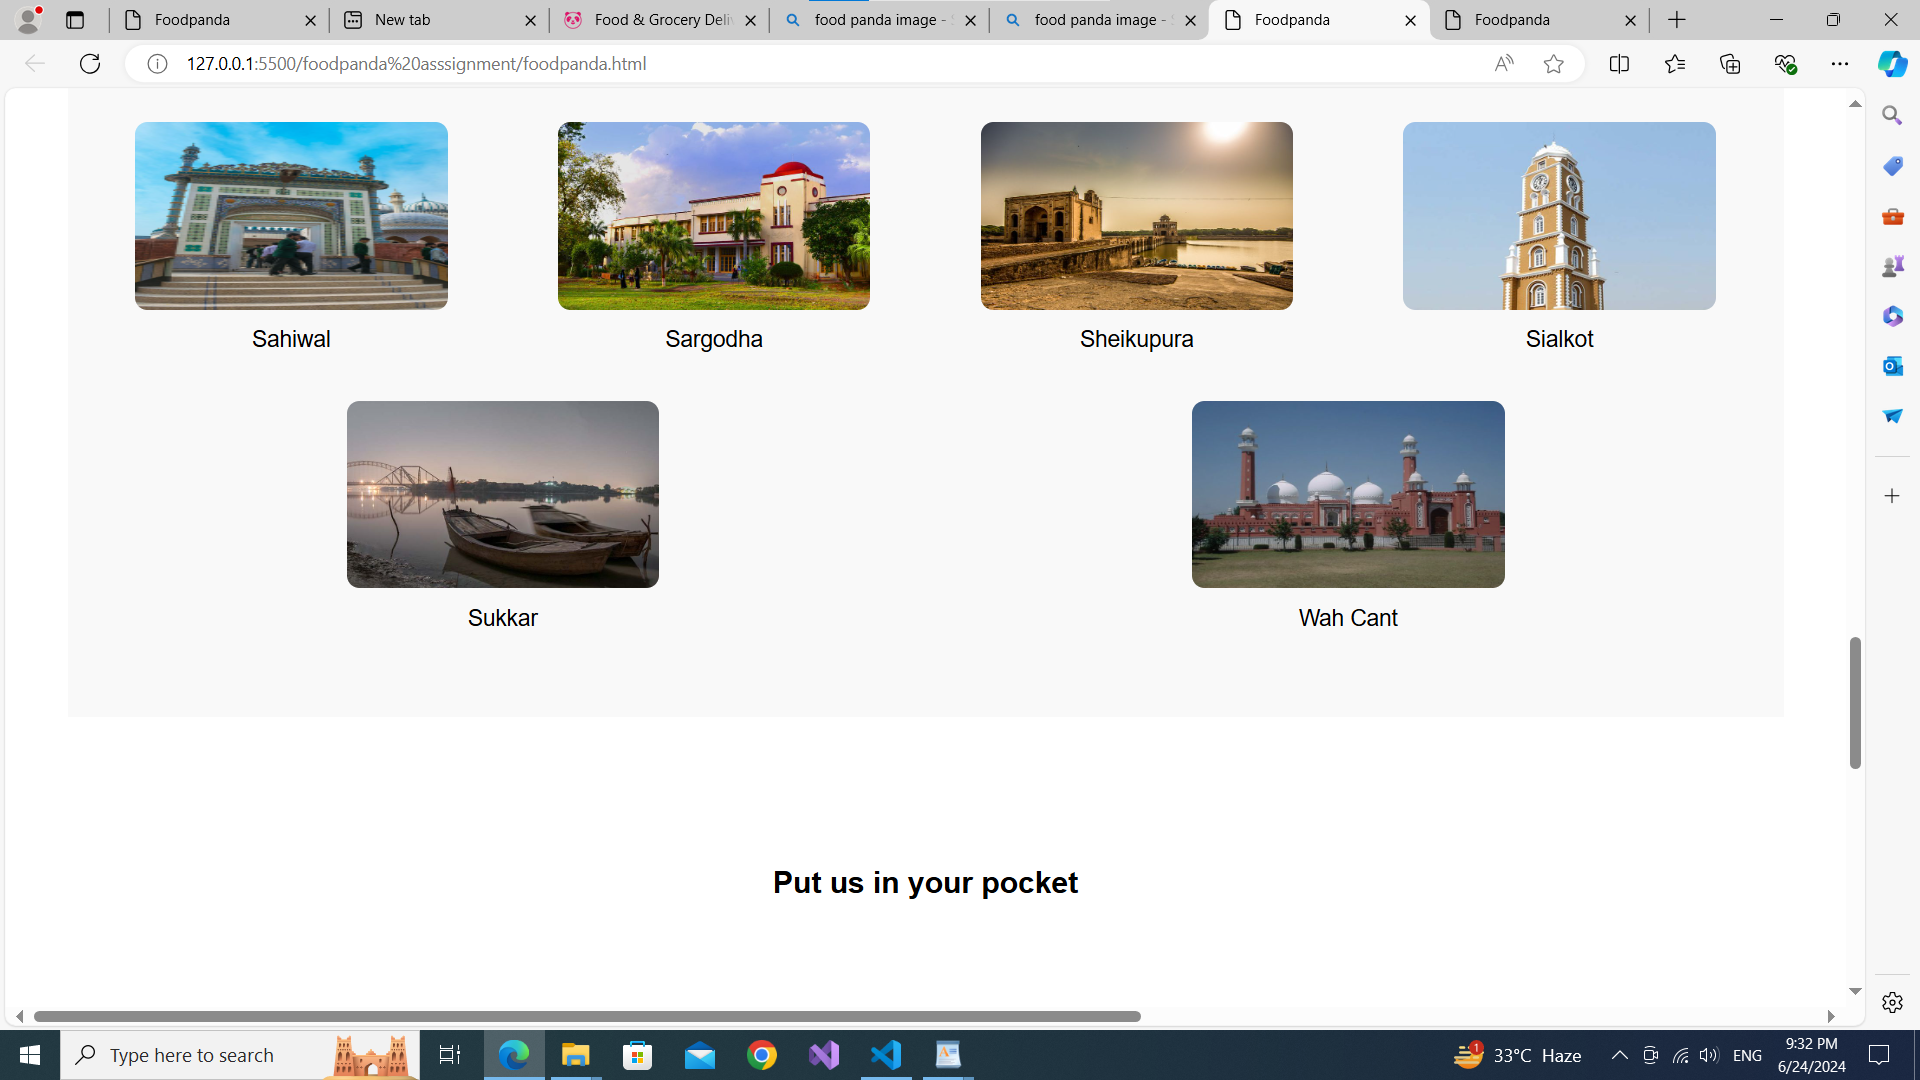 Foodpanda
New tab
Food & Grocery Deliv
food panda image - S
food panda image - S
Foodpanda
Foodpanda
127.0.0.1:5500/foodpanda%20asssignment/foodpanda.html
Sahiwal
Sargodha
Sheikupura
Sialkot
Sukkar
Wah Cant
Put us in your pocket
Type here to search
1
33°C Haze
ENG
9:32 PM
6/24/2024